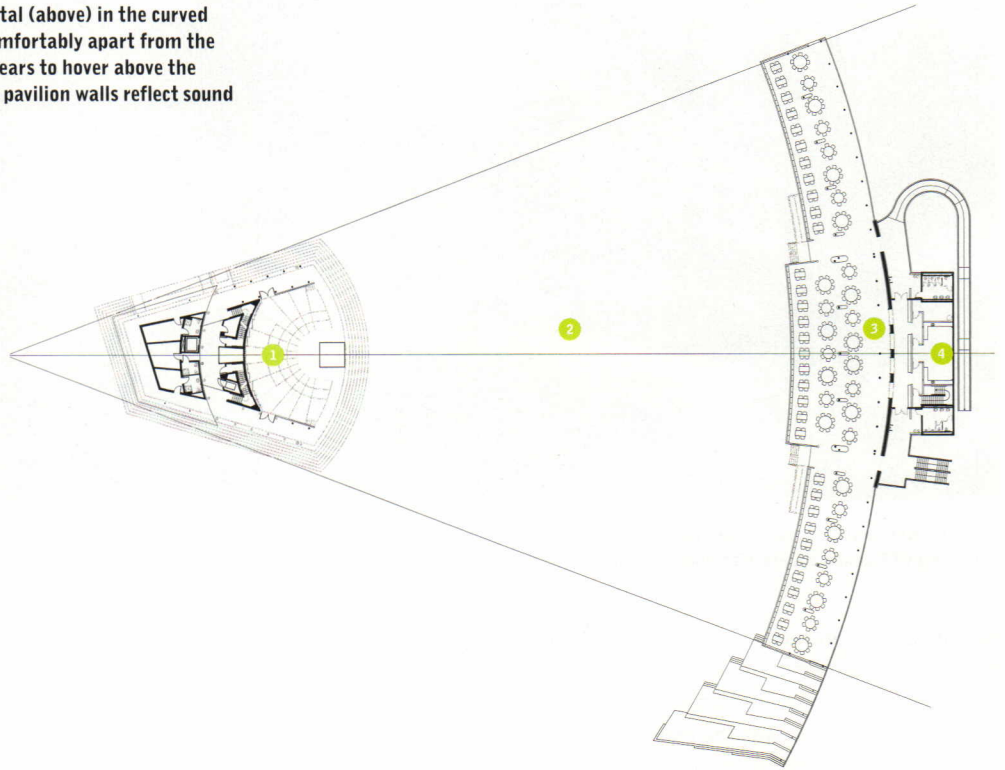 tal (above) in the curved
mfortably apart from the
ears to hover above the
pavilion walls reflect sound
1
2
3
4